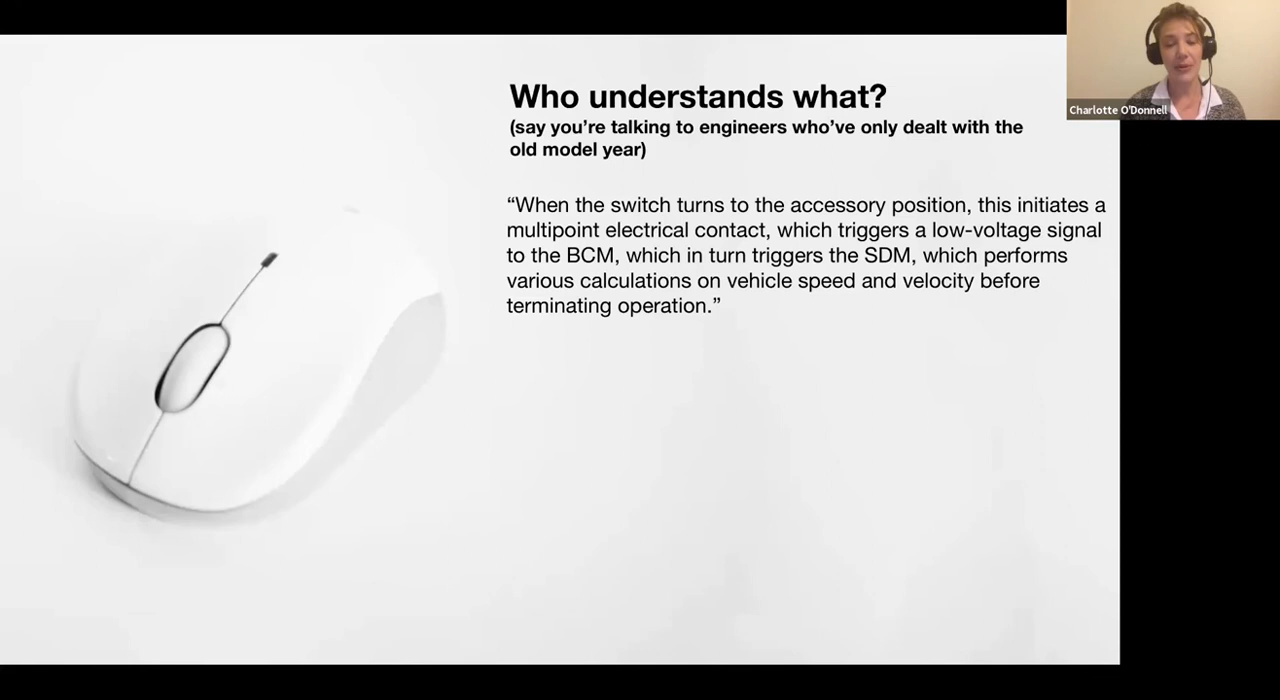 Who understands what?
(say you’re talking to engineers who’ve only dealt with the
old model year)
“When the switch turns to the accessory position, this initiates a
multipoint electrical contact, which triggers a low-voltage signal
to the BCM, which in turn triggers the SDM, which performs
various calculations on vehicle speed and velocity before
terminating operation.”
Charlotte O'Donnell